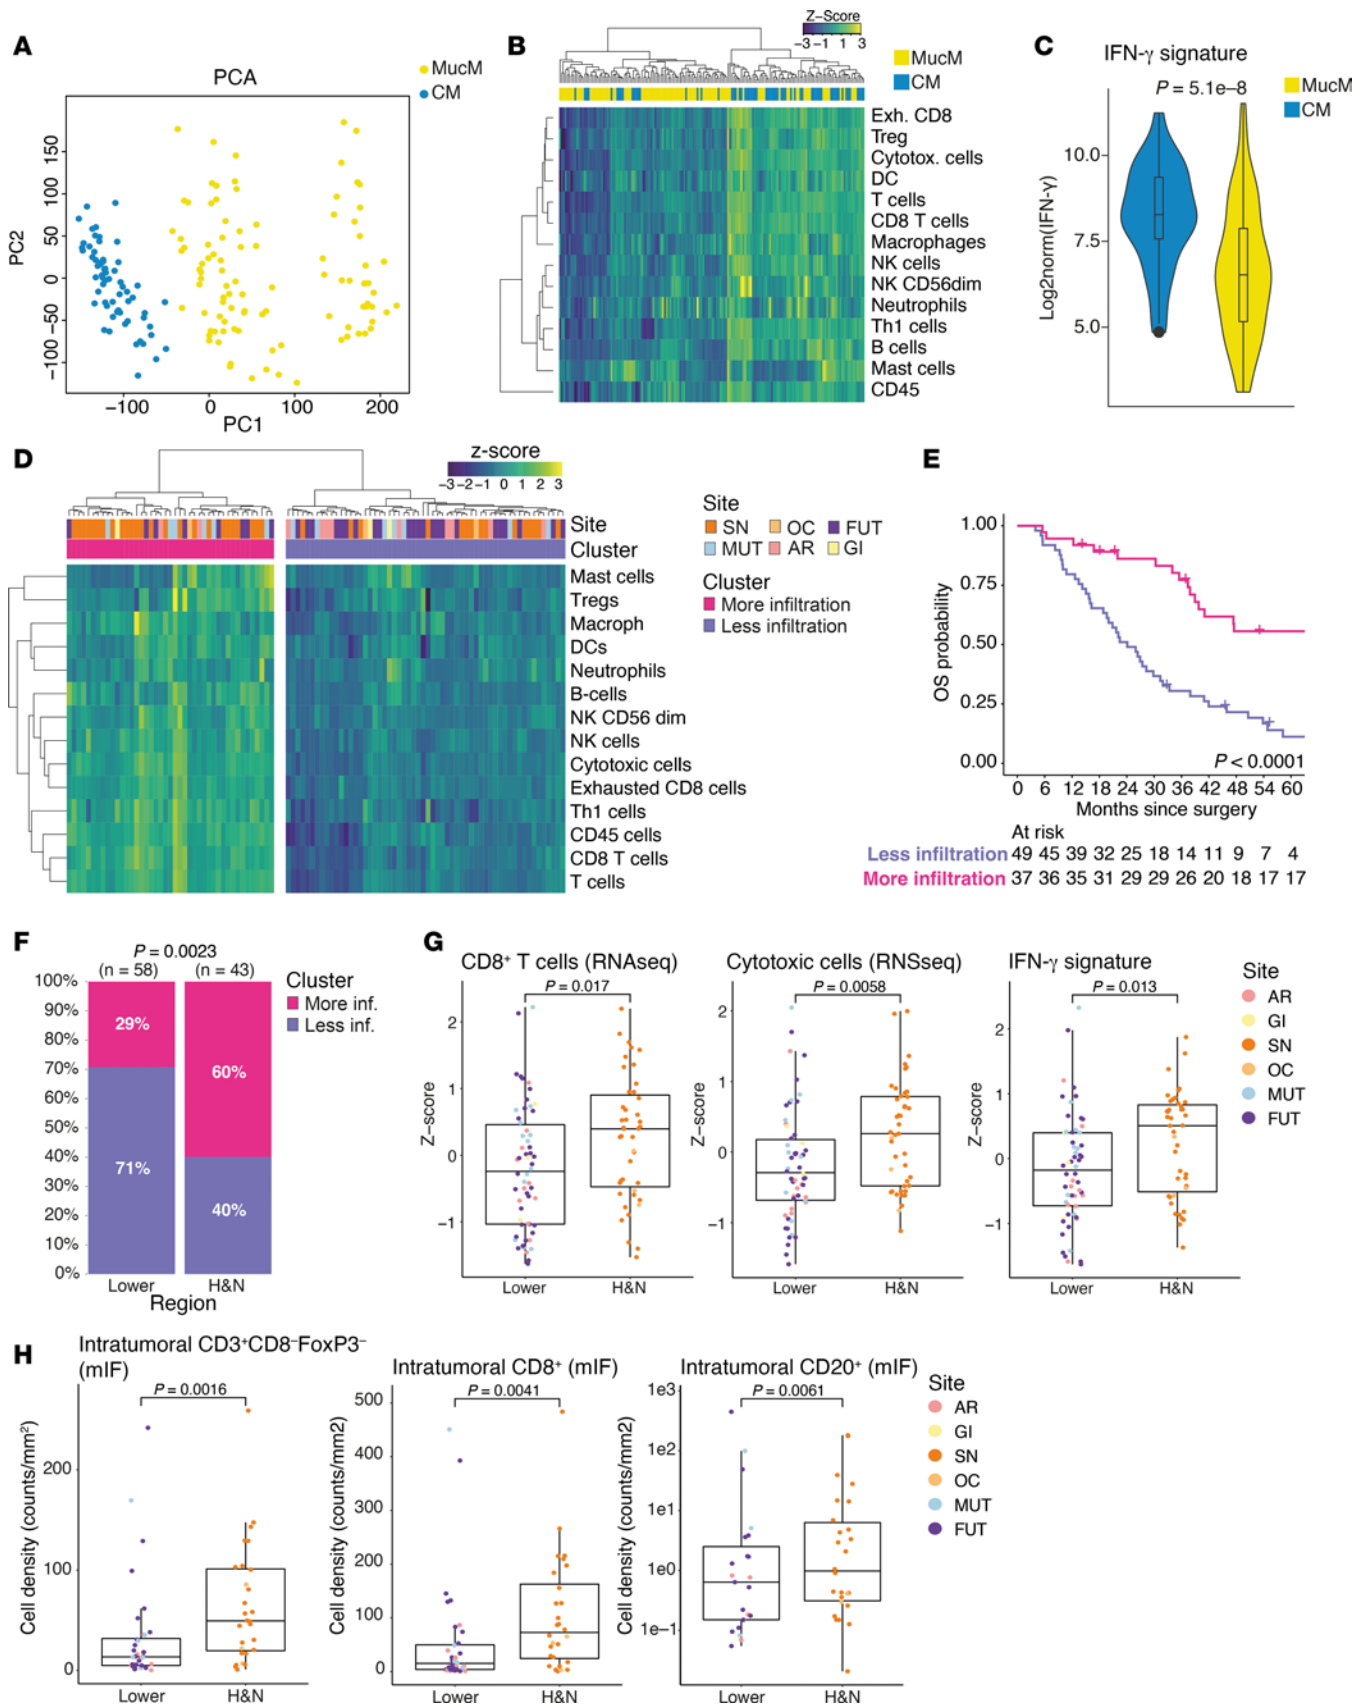 A
PCA
MucM
CM
PC2
150
100
50
0
−50
−100
−100
0
100
200
PC1
B
Z−Score
−3 −1 1 3
MucM
CM
Exh. CD8
Treg
Cytotox. cells
DC
T cells
CD8 T cells
Macrophages
NK cells
NK CD56dim
Neutrophils
Th1 cells
B cells
Mast cells
CD45
C
IFN-γ signature
P = 5.1e–8
MucM
CM
Log2norm(IFN-γ)
10.0
7.5
5.0
D
z-score
−3 −2 −1 0 1 2 3
Site
Cluster
Mast cells
Tregs
Macroph
DCs
Neutrophils
B-cells
NK CD56 dim
NK cells
Cytotoxic cells
Exhausted CD8 cells
Th1 cells
CD45 cells
CD8 T cells
T cells
Site
SN OC FUT
MUT AR GI
Cluster
More infiltration
Less infiltration
E
OS probability
1.00
0.75
0.50
0.25
0.00
P < 0.0001
0 6 12 18 24 30 36 42 48 54 60
Months since surgery
At risk
Less infiltration 49 45 39 32 25 18 14 11 9 7 4
More infiltration 37 36 35 31 29 29 26 20 18 17 17
F
P = 0.0023
(n = 58) (n = 43)
100%
90%
80%
70%
60%
50%
40%
30%
20%
10%
0%
29%
71%
60%
40%
Lower H&N
Region
Cluster
More inf.
Less inf.
G
CD8⁺ T cells (RNAseq)
P = 0.017
Z–score
2
1
0
−1
Lower H&N
Cytotoxic cells (RNSseq)
P = 0.0058
Z–score
2
1
0
−1
Lower H&N
IFN-γ signature
P = 0.013
Z–score
2
1
0
−1
Lower H&N
Site
AR
GI
SN
OC
MUT
FUT
H
Intratumoral CD3⁺CD8⁻FoxP3⁻
(mIF)
P = 0.0016
Cell density (counts/mm²)
200
100
0
Lower H&N
Intratumoral CD8⁺ (mIF)
P = 0.0041
Cell density (counts/mm2)
500
400
300
200
100
0
Lower H&N
Intratumoral CD20⁺ (mIF)
P = 0.0061
Cell density (counts/mm2)
1e3
1e2
1e1
1e0
1e−1
Lower H&N
Site
AR
GI
SN
OC
MUT
FUT